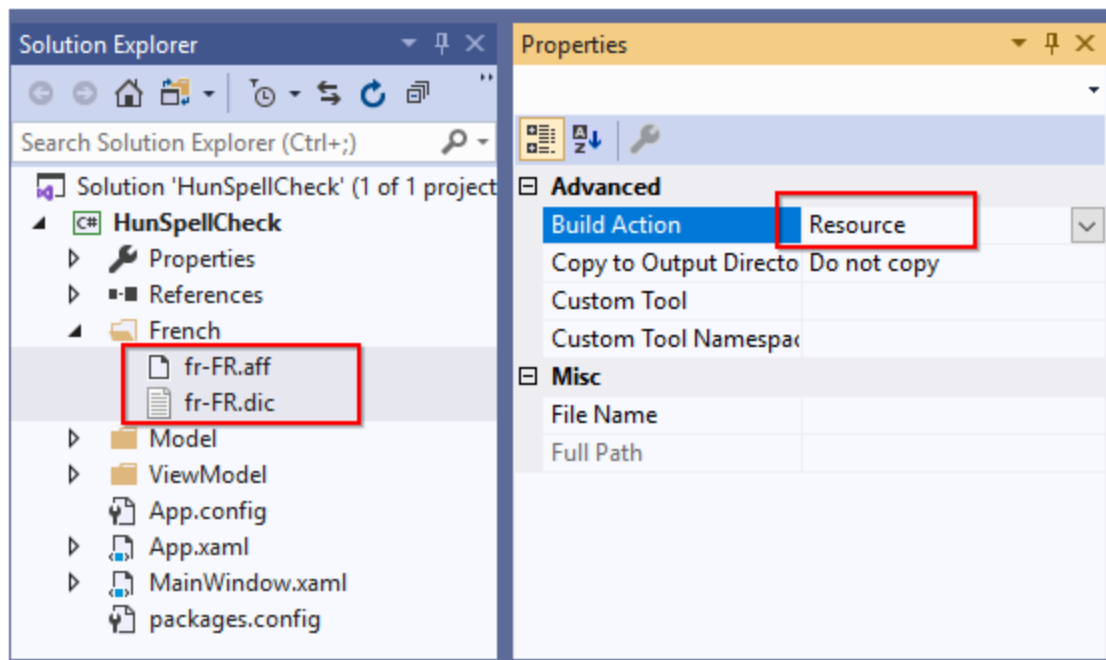 Solution Explorer
Search Solution Explorer (Ctrl+;)
Solution 'HunSpellCheck' (1 of 1 project
C# HunSpellCheck
Properties
References
French
fr-FR.aff
fr-FR.dic
Model
ViewModel
App.config
App.xaml
MainWindow.xaml
packages.config
Properties
Advanced
Build Action Resource
Copy to Output Directo Do not copy
Custom Tool
Custom Tool Namespac
Misc
File Name
Full Path